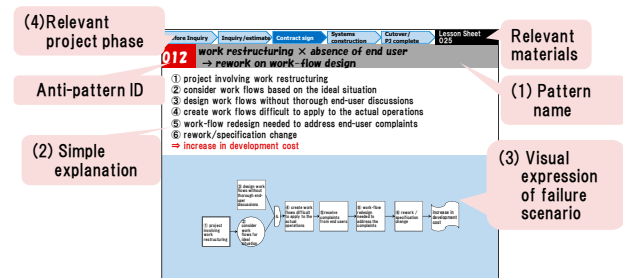 (4)Relevant
project phase
Before Inquiry
Inquiry/estimate
Contract sign
Systems
construction
Cutover/
PJ complete
Lesson Sheet
025
Relevant
materials
012
work restructuring × absence of end user
→ rework on work-flow design
Anti-pattern ID
(1) Pattern
name
① project involving work restructuring
② consider work flows based on the ideal situation
③ design work flows without thorough end-user discussions
④ create work flows difficult to apply to the actual operations
⑤ work-flow redesign needed to address end-user complaints
⑥ rework/specification change
⇒ increase in development cost
(2) Simple
explanation
(3) Visual
expression
of failure
scenario
③ design work
flows without
thorough end-
user
discussions
① project
involving
work
restructuring
②
consider
work
flows for
ideal
situation
&
④ create work
flows difficult
to apply to the
actual
operations
⑤receive
complaints
from end users
⑤ work-flow
redesign
needed to
address the
complaints
⑥ rework /
specification
change
increase in
development
cost